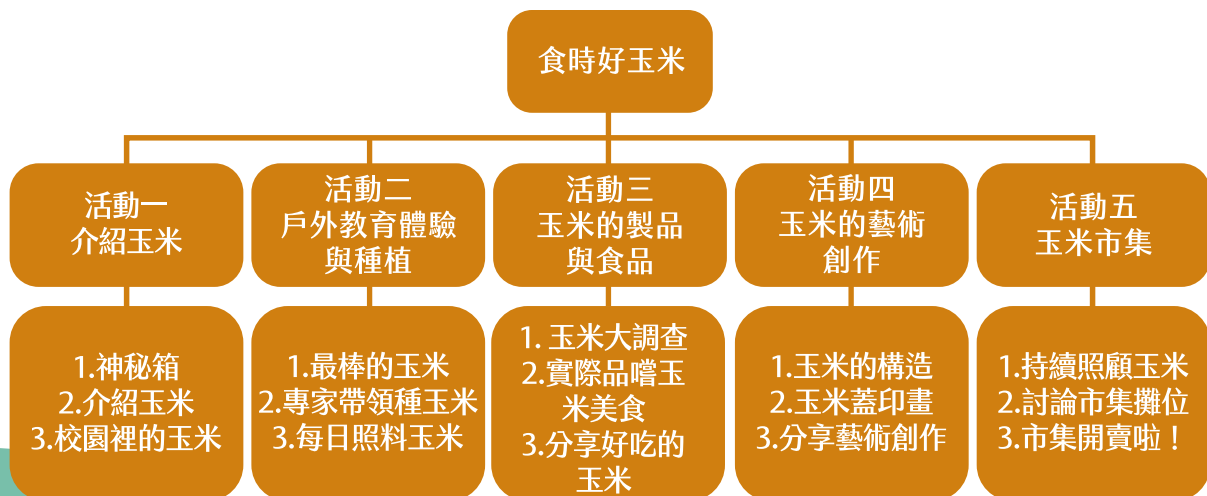 食時好玉米
活動一
介紹玉米
活動二
戶外教育體驗
與種植
活動三
玉米的製品
與食品
活動四
玉米的藝術
創作
活動五
玉米市集
1.神秘箱
2.介紹玉米
3.校園裡的玉米
1.最棒的玉米
2.專家帶領種玉米
3.每日照料玉米
1. 玉米大調查
2.實際品嚐玉
米美食
3.分享好吃的
玉米
1.玉米的構造
2.玉米蓋印畫
3.分享藝術創作
1.持續照顧玉米
2.討論市集攤位
3.市集開賣啦！